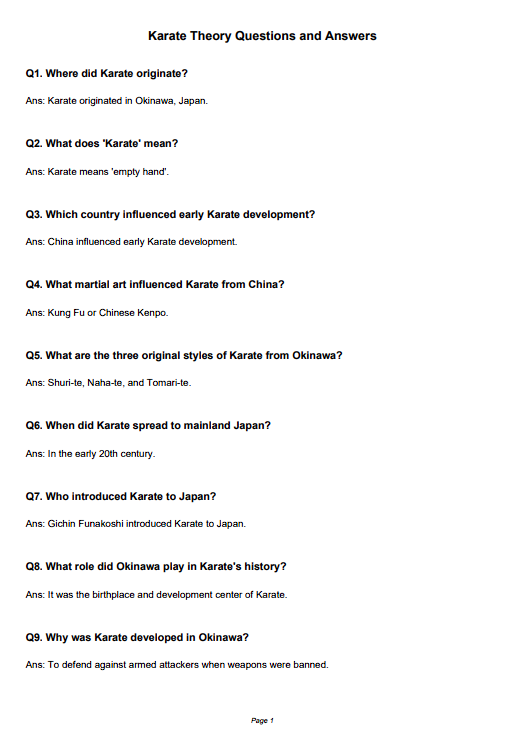 Karate Theory Questions and Answers
Q1. Where did Karate originate?
Ans: Karate originated in Okinawa, Japan.
Q2. What does 'Karate' mean?
Ans: Karate means 'empty hand'.
Q3. Which country influenced early Karate development?
Ans: China influenced early Karate development.
Q4. What martial art influenced Karate from China?
Ans: Kung Fu or Chinese Kenpo.
Q5. What are the three original styles of Karate from Okinawa?
Ans: Shuri-te, Naha-te, and Tomari-te.
Q6. When did Karate spread to mainland Japan?
Ans: In the early 20th century.
Q7. Who introduced Karate to Japan?
Ans: Gichin Funakoshi introduced Karate to Japan.
Q8. What role did Okinawa play in Karate's history?
Ans: It was the birthplace and development center of Karate.
Q9. Why was Karate developed in Okinawa?
Ans: To defend against armed attackers when weapons were banned.
Page 1